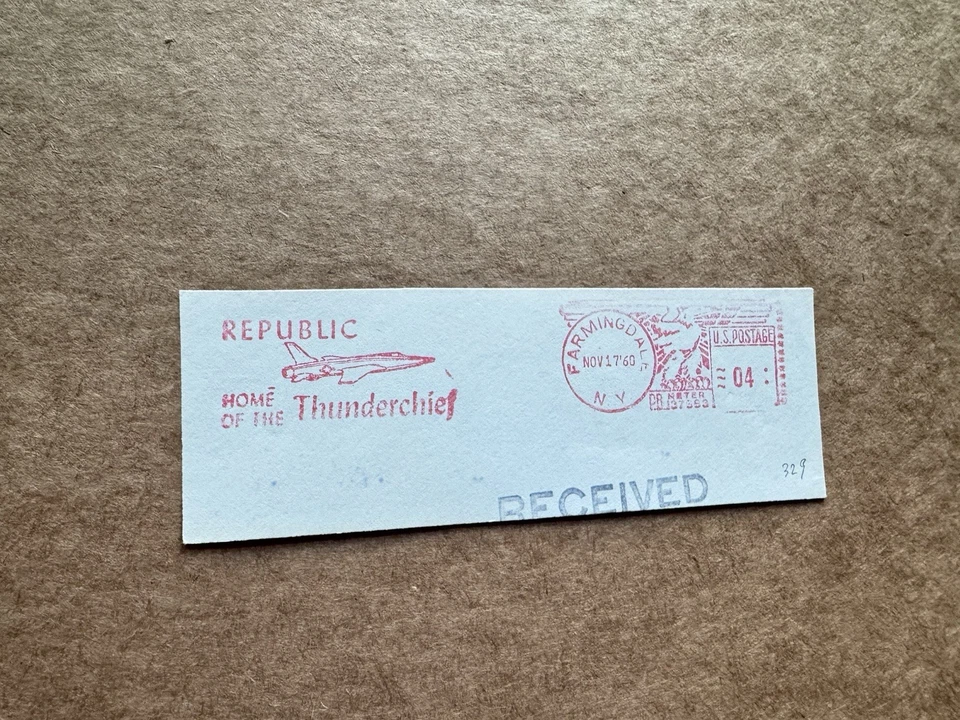 REPUBLIC
HOME
OF THE Thunderchief
FARMINGDALE
NOV 17 '60
N.Y.
U.S. POSTAGE
04
P.B. METER
RECEIVED
329